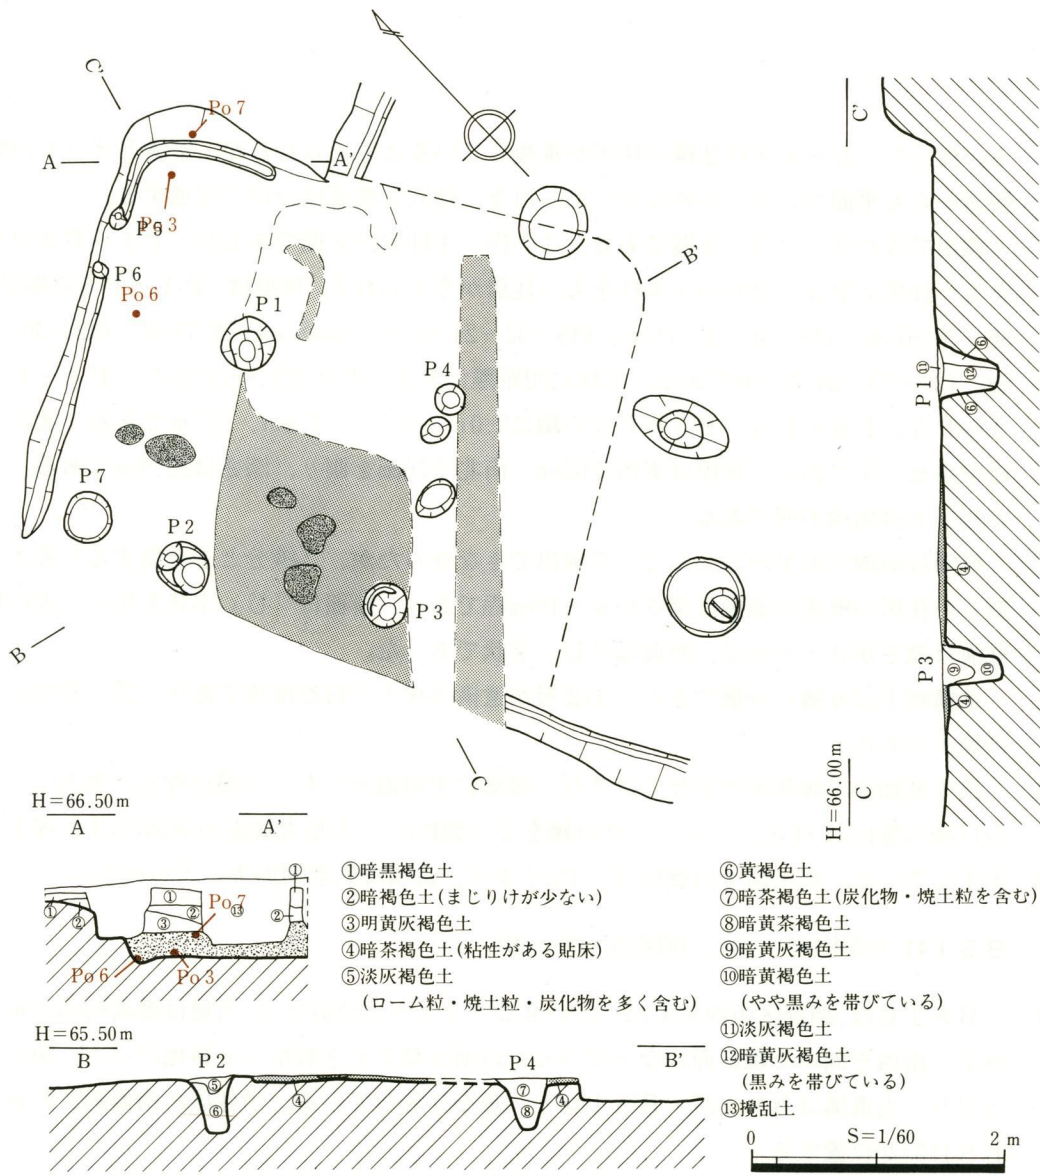 C'
Po 7
A
A'
P 5
Po 3
P 6
Po 6
P 1
B'
P 4
P 7
P 2
P 3
B
C
C'
⑥
⑪
⑫
P 1
⑥
④
P 3
⑨
⑩
④
H=66.00m
C
H=66.50m
A
A'
①
①
②
①
②
⑬
②
③
Po 7
Po 6
Po 3
①暗黒褐色土
②暗褐色土(まじりけが少ない)
③明黄灰褐色土
④暗茶褐色土(粘性がある貼床)
⑤淡灰褐色土
(ローム粒・焼土粒・炭化物を多く含む)
⑥黄褐色土
⑦暗茶褐色土(炭化物・焼土粒を含む)
⑧暗黄茶褐色土
⑨暗黄灰褐色土
⑩暗黄褐色土
(やや黒みを帯びている)
⑪淡灰褐色土
⑫暗黄灰褐色土
(黒みを帯びている)
⑬攪乱土
H=65.50m
B
P 2
P 4
B'
⑤
⑥
④
⑦
⑧
④
0
S=1/60
2 m